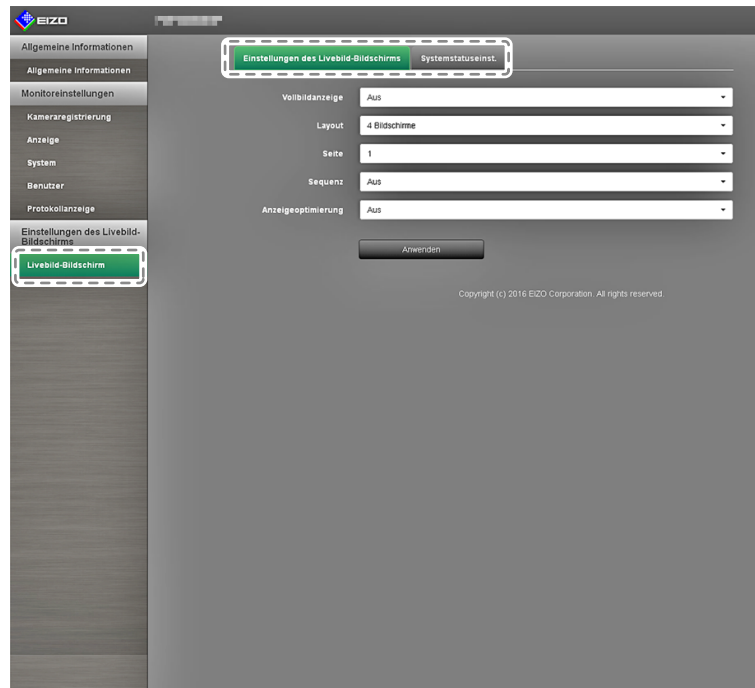 EIZO
Allgemeine Informationen
Allgemeine Informationen
Monitoreinstellungen
Kameraregistrierung
Anzeige
System
Benutzer
Protokollanzeige
Einstellungen des Livebild-
Bildschirms
Livebild-Bildschirm
Einstellungen des Livebild-Bildschirms Systemstatuseinst.
Vollbildanzeige Aus
Layout 4 Bildschirme
Seite 1
Sequenz Aus
Anzeigeoptimierung Aus
Anwenden
Copyright (c) 2016 EIZO Corporation. All rights reserved.